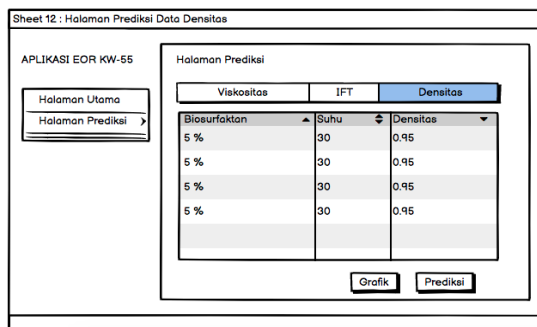 Sheet 12 : Halaman Prediksi Data Densitas
APLIKASI EOR KW-55
Halaman Utama
Halaman Prediksi
Halaman Prediksi
Viskositas IFT Densitas
Biosurfaktan Suhu Densitas
5 % 30 0.95
5 % 30 0.95
5 % 30 0.95
5 % 30 0.95
Grafik Prediksi